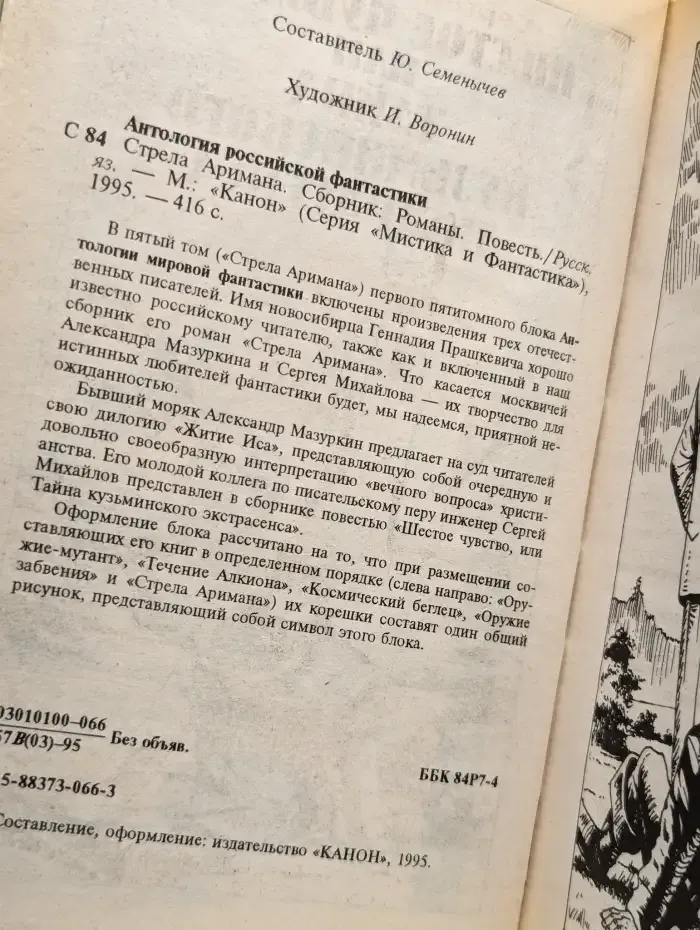 Составитель Ю. Семенычев
Художник И. Воронин
Антология российской фантастики
С 84 Стрела Аримана. Сборник: Романы. Повесть./Русск.
яз. — М.: «Канон» (Серия «Мистика и Фантастика»),
1995. — 416 с.
В пятый том («Стрела Аримана») первого пятитомного блока Ан-
тологии мировой фантастики включены нроизведения трех отечест-
венных писателей. Имя новосибирца Геннадия Прашкевича хорошо
известно российскому читателю, также как и включенный в наш
сборник его роман «Стрела Аримана». Что касается москвичей
Александра Мазуркина и Сергея Михайлова — их творчество для
истинных любителей фантастики будет, мы надеемся, приятной не-
ожиданностью.
Бывший моряк Александр Мазуркин предлагает на суд читателей
свою дилогию «Житие Иса», представляющую собой очередную и
довольно своеобразную интерпретацию «вечного вопроса» христи-
анства. Его молодой коллега по писательскому перу инженер Сергей
Михайлов представлен в сборнике повестью «Шестое чувство, или
Тайна кузьминского экстрасенса».
Оформление блока рассчитано на то, что при размещении со-
ставляющих его книг в определенном порядке (слева направо: «Ору-
жие-мутант», «Течение Алкиона», «Космический беглец», «Оружие
забвения» и «Стрела Аримана») их корешки составят один общий
рисунок, представляющий собой символ этого блока.
03010100–066
67В(03)–95 Без объяв.
ББК 84Р7-4
5-88373-066-3
Составление, оформление: издательство «КАНОН», 1995.